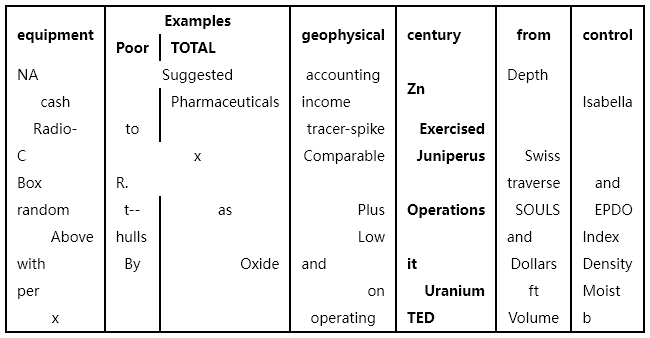 equipment Examples geophysical century from control
Poor TOTAL
NA Suggested accounting Zn Depth
cash Pharmaceuticals income Isabella
Radio- to tracer-spike Exercised
C x Comparable Juniperus Swiss
Box R. traverse and
random t-- as Plus Operations SOULS EPDO
Above hulls Low and Index
with By Oxide and it Dollars Density
per on Uranium ft Moist
x operating TED Volume b